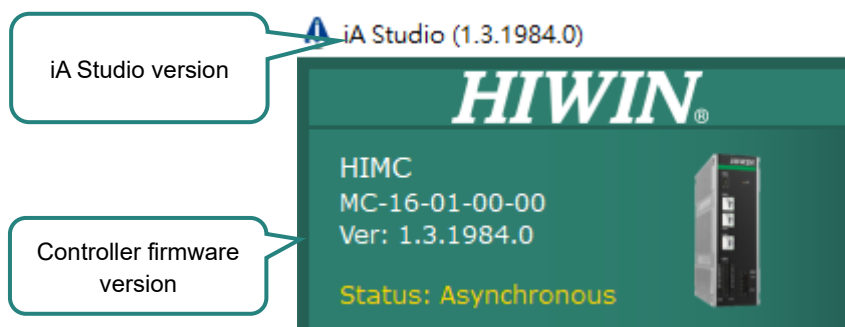 iA Studio version
iA Studio (1.3.1984.0)
HIWIN®
HIMC
MC-16-01-00-00
Ver: 1.3.1984.0
Controller firmware
version
Status: Asynchronous
HIWIN